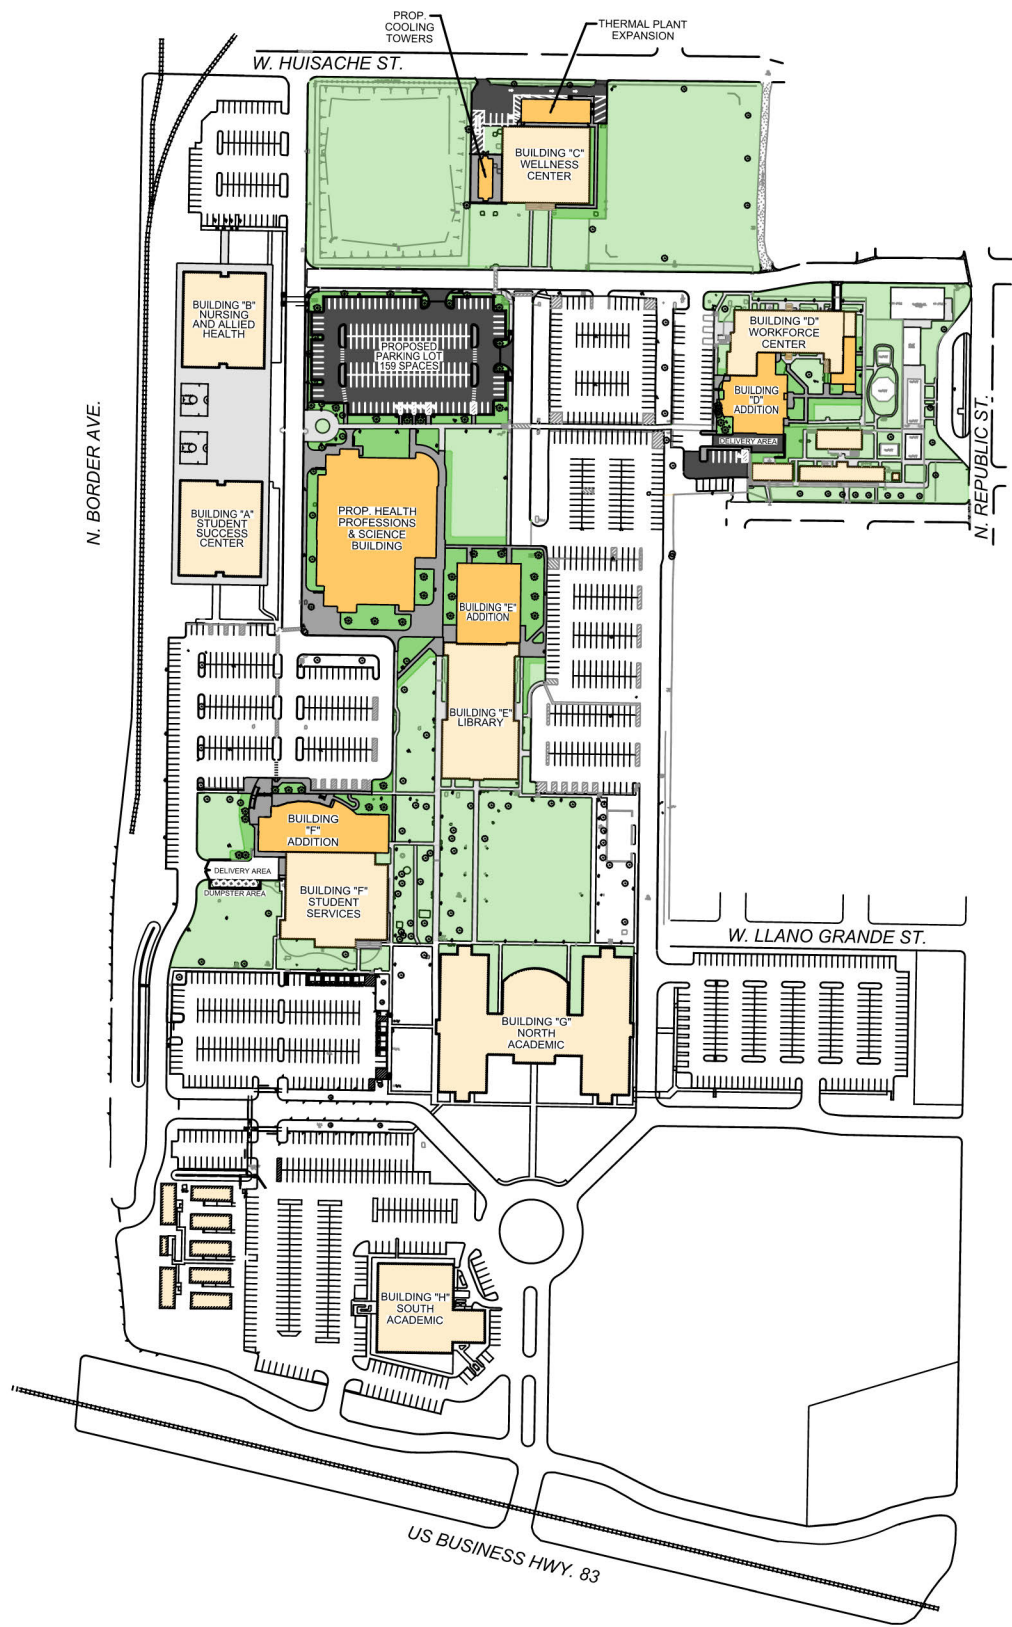 PROP.
COOLING
TOWERS
THERMAL PLANT
EXPANSION
W. HUISACHE ST.
BUILDING "C"
WELLNESS
CENTER
BUILDING "B"
NURSING
AND ALLIED
HEALTH
PROPOSED
PARKING LOT
159 SPACES
BUILDING "D"
WORKFORCE
CENTER
BUILDING
"D"
ADDITION
DELIVERY AREA
N. REPUBLIC ST.
N. BORDER AVE.
BUILDING "A"
STUDENT
SUCCESS
CENTER
PROP. HEALTH
PROFESSIONS
& SCIENCE
BUILDING
BUILDING "E"
ADDITION
BUILDING "E"
LIBRARY
BUILDING
"F"
ADDITION
DELIVERY AREA
DUMPSTER AREA
BUILDING "F"
STUDENT
SERVICES
W. LLANO GRANDE ST.
BUILDING "G"
NORTH
ACADEMIC
BUILDING "H"
SOUTH
ACADEMIC
US BUSINESS HWY. 83